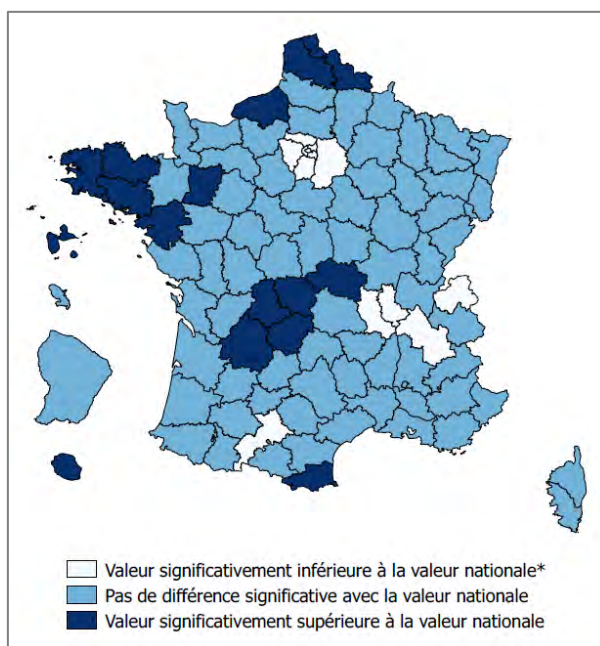 Valeur significativement inférieure à la valeur nationale*
Pas de différence significative avec la valeur nationale
Valeur significativement supérieure à la valeur nationale